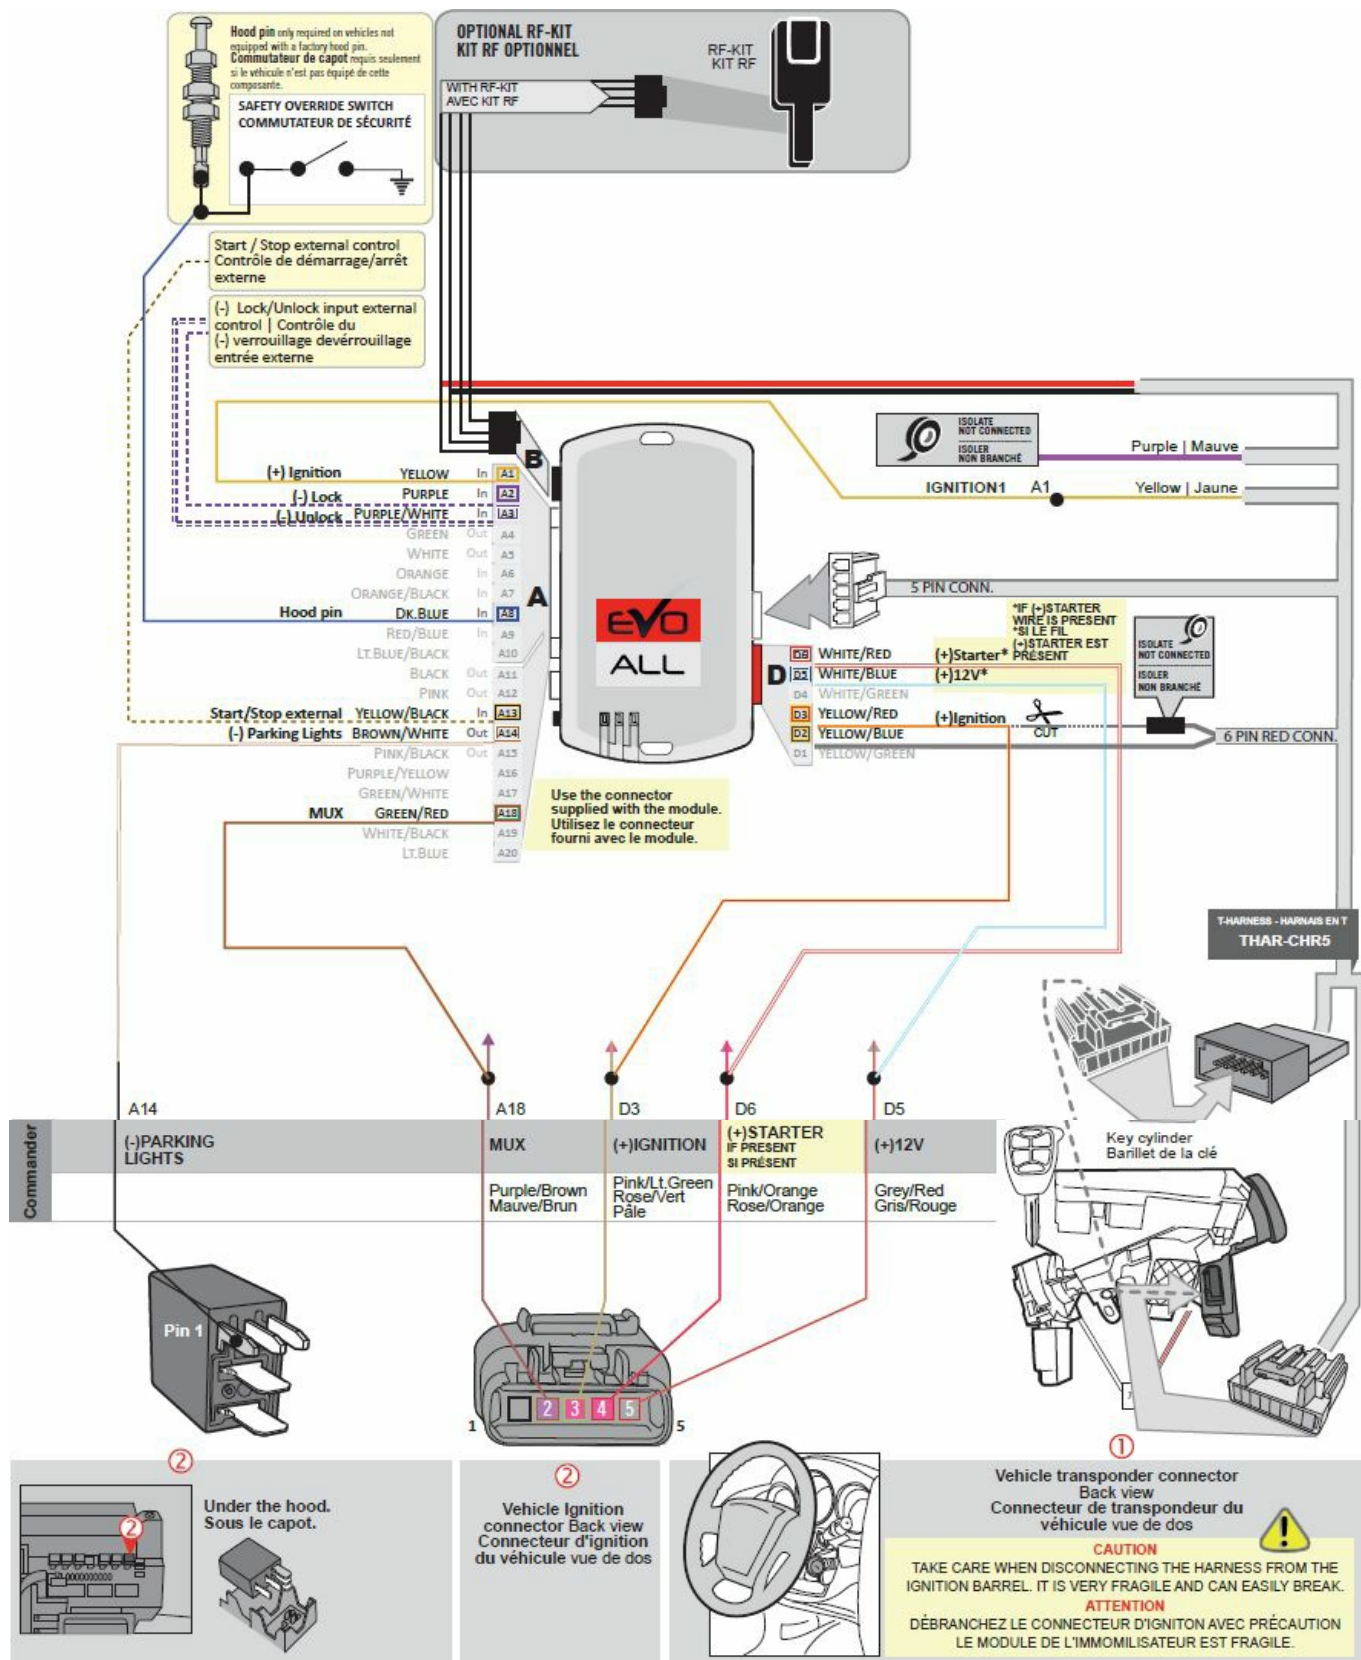 Hood pin only required on vehicles not
equipped with a factory hood pin.
Commutateur de capot requis seulement
si le véhicule n'est pas équipé de cette
composante.
SAFETY OVERRIDE SWITCH
COMMUTATEUR DE SÉCURITÉ
OPTIONAL RF-KIT
KIT RF OPTIONNEL
RF-KIT
KIT RF
WITH RF-KIT
AVEC KIT RF
Start / Stop external control
Contrôle de démarrage/arrêt
externe
(-) Lock/Unlock input external
control | Contrôle du
(-) verrouillage devérrouillage
entrée externe
ISOLATE
NOT CONNECTED
ISOLER
NON BRANCHÉ
Purple | Mauve
IGNITION1 A1 Yellow | Jaune
B
(+) Ignition YELLOW In A1
(-) Lock PURPLE In A2
(-) Unlock PURPLE/WHITE In A3
GREEN Out A4
WHITE Out A5
ORANGE In A6
ORANGE/BLACK In A7
Hood pin DK.BLUE In A8
RED/BLUE In A9
LT.BLUE/BLACK A10
BLACK Out A11
PINK Out A12
Start/Stop external YELLOW/BLACK In A13
(-) Parking Lights BROWN/WHITE Out A14
PINK/BLACK Out A15
PURPLE/YELLOW A16
GREEN/WHITE A17
MUX GREEN/RED A18
WHITE/BLACK A19
LT.BLUE A20
A
EVO
ALL
5 PIN CONN.
*IF (+)STARTER
WIRE IS PRESENT
*SI LE FIL
(+)STARTER EST
PRÉSENT
ISOLATE
NOT CONNECTED
ISOLER
NON BRANCHÉ
D
D6 WHITE/RED (+)Starter*
D5 WHITE/BLUE (+)12V*
D4 WHITE/GREEN
D3 YELLOW/RED (+)Ignition
D2 YELLOW/BLUE
D1 YELLOW/GREEN
CUT
6 PIN RED CONN.
Use the connector
supplied with the module.
Utilisez le connecteur
fourni avec le module.
T-HARNESS - HARNAIS EN T
THAR-CHR5
A14 A18 D3 D6 D5
Commander
(-)PARKING
LIGHTS
MUX
Purple/Brown
Mauve/Brun
(+)IGNITION
Pink/Lt.Green
Rose/Vert
Pâle
(+)STARTER
IF PRESENT
SI PRÉSENT
Pink/Orange
Rose/Orange
(+)12V
Grey/Red
Gris/Rouge
Key cylinder
Barillet de la clé
Pin 1
1 2 3 4 5 5
2
Under the hood.
Sous le capot.
2
2
Vehicle Ignition
connector Back view
Connecteur d'ignition
du véhicule vue de dos
1
Vehicle transponder connector
Back view
Connecteur de transpondeur du
véhicule vue de dos
CAUTION
TAKE CARE WHEN DISCONNECTING THE HARNESS FROM THE
IGNITION BARREL. IT IS VERY FRAGILE AND CAN EASILY BREAK.
ATTENTION
DÉBRANCHEZ LE CONNECTEUR D'IGNITON AVEC PRÉCAUTION
LE MODULE DE L'IMMOMILISATEUR EST FRAGILE.